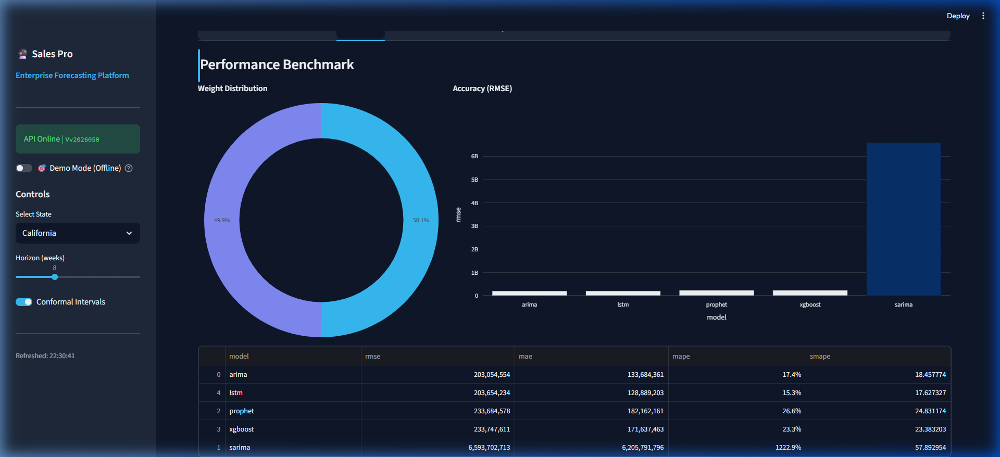 Deploy
Sales Pro
Enterprise Forecasting Platform
API Online | Vv2026050
Demo Mode (Offline)
Controls
Select State
California
Horizon (weeks)
8
Conformal Intervals
Refreshed: 22:30:41
Performance Benchmark
Weight Distribution
49.9%
50.1%
Accuracy (RMSE)
rmse
6B
5B
4B
3B
2B
1B
0
arima lstm prophet xgboost sarima
model
model rmse mae mape smape
0 arima 203,054,554 133,684,361 17.4% 18.457774
4 lstm 203,654,234 128,889,203 15.3% 17.627327
2 prophet 233,684,578 182,162,161 26.6% 24.831174
3 xgboost 233,747,611 171,637,463 23.3% 23.383203
1 sarima 6,593,702,713 6,205,791,796 1222.9% 57.892954